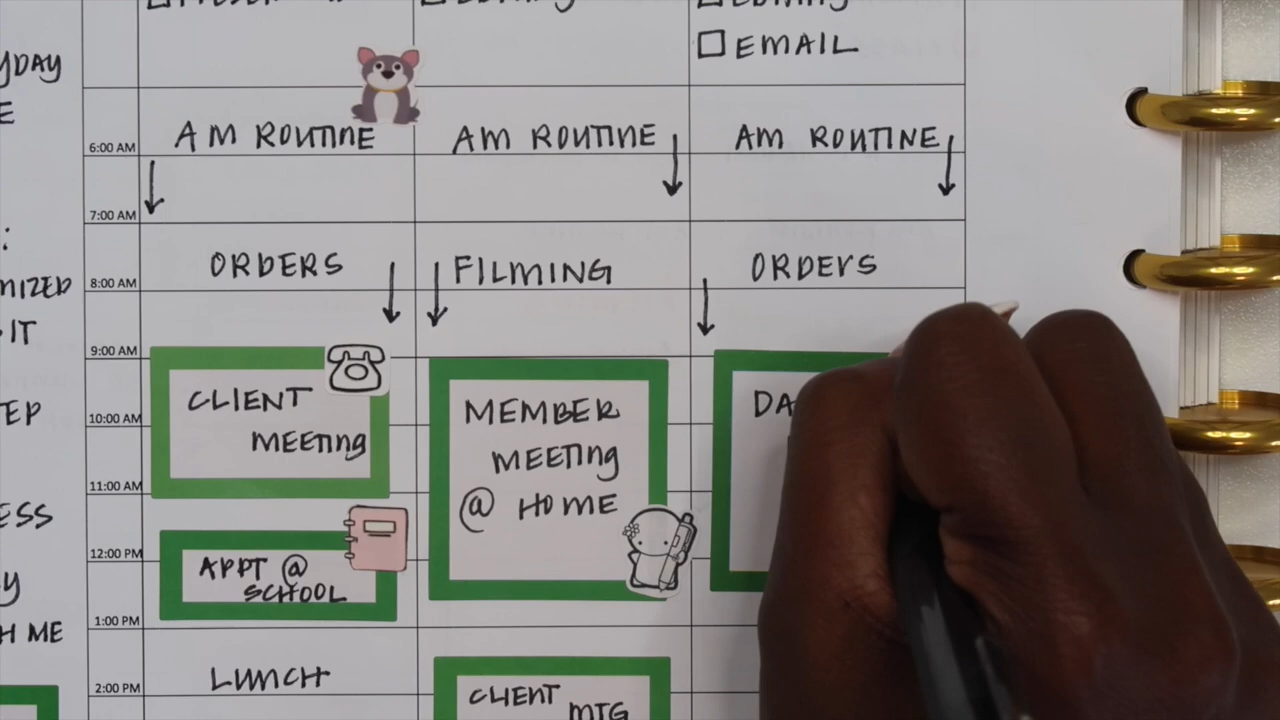 EMAIL
AM ROUTINE
AM ROUTINE
AM ROUTINE
6:00 AM
7:00 AM
ORDERS
FILMING
ORDERS
8:00 AM
9:00 AM
CLIENT
MEETING
10:00 AM
MEMBER
MEETING
@ HOME
11:00 AM
12:00 PM
APPT @
SCHOOL
1:00 PM
LUNCH
2:00 PM
CLIENT
MTG
H ME